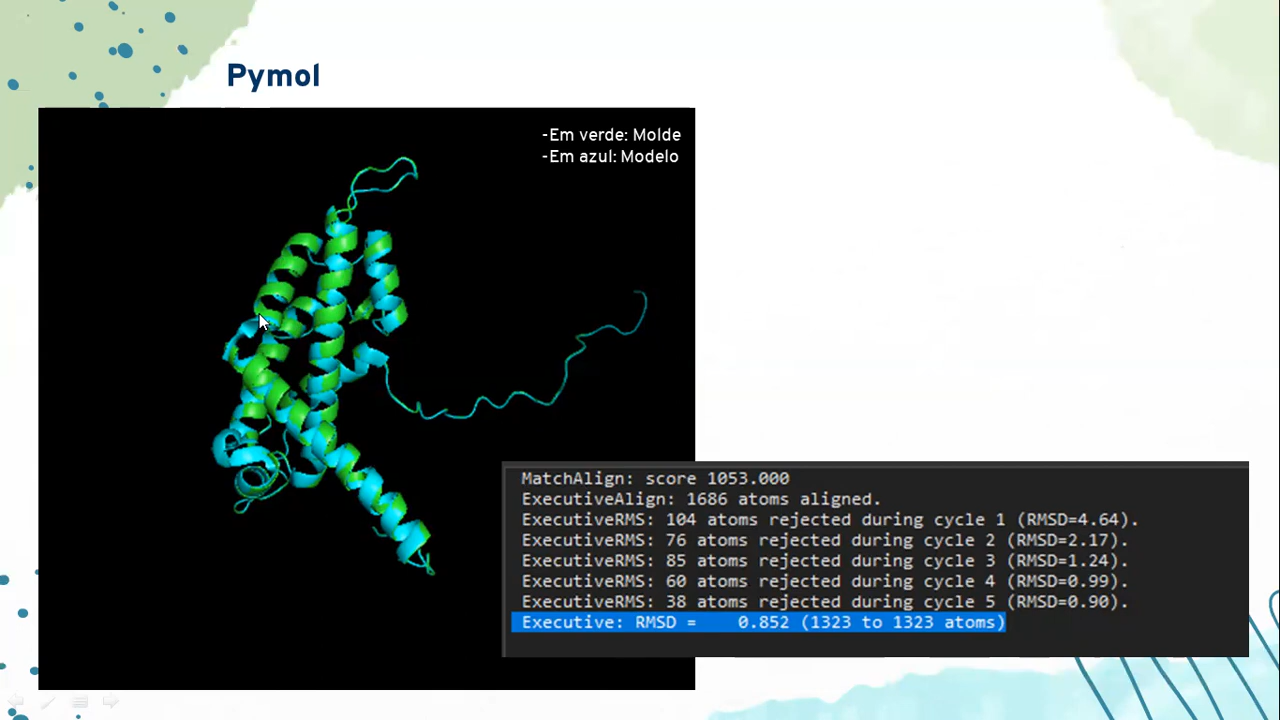 Pymol
-Em verde: Molde
-Em azul: Modelo
MatchAlign: score 1053.000
ExecutiveAlign: 1686 atoms aligned.
ExecutiveRMS: 104 atoms rejected during cycle 1 (RMSD=4.64).
ExecutiveRMS: 76 atoms rejected during cycle 2 (RMSD=2.17).
ExecutiveRMS: 85 atoms rejected during cycle 3 (RMSD=1.24).
ExecutiveRMS: 60 atoms rejected during cycle 4 (RMSD=0.99).
ExecutiveRMS: 38 atoms rejected during cycle 5 (RMSD=0.90).
Executive: RMSD =    0.852 (1323 to 1323 atoms)